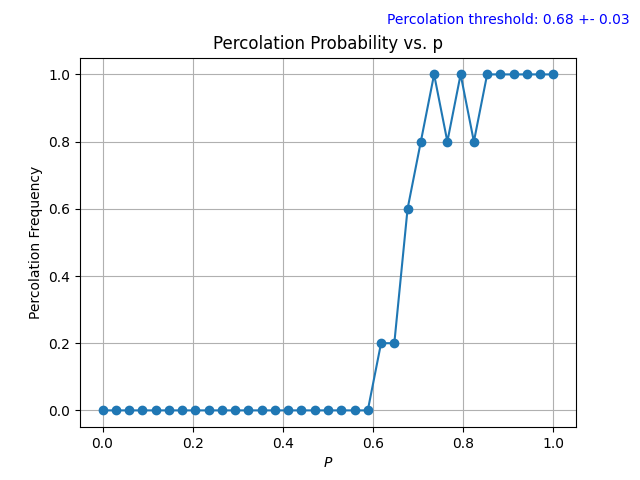 Percolation threshold: 0.68 +- 0.03
Percolation Probability vs. p
Percolation Frequency
1.0
0.8
0.6
0.4
0.2
0.0
0.0 0.2 0.4 0.6 0.8 1.0
P